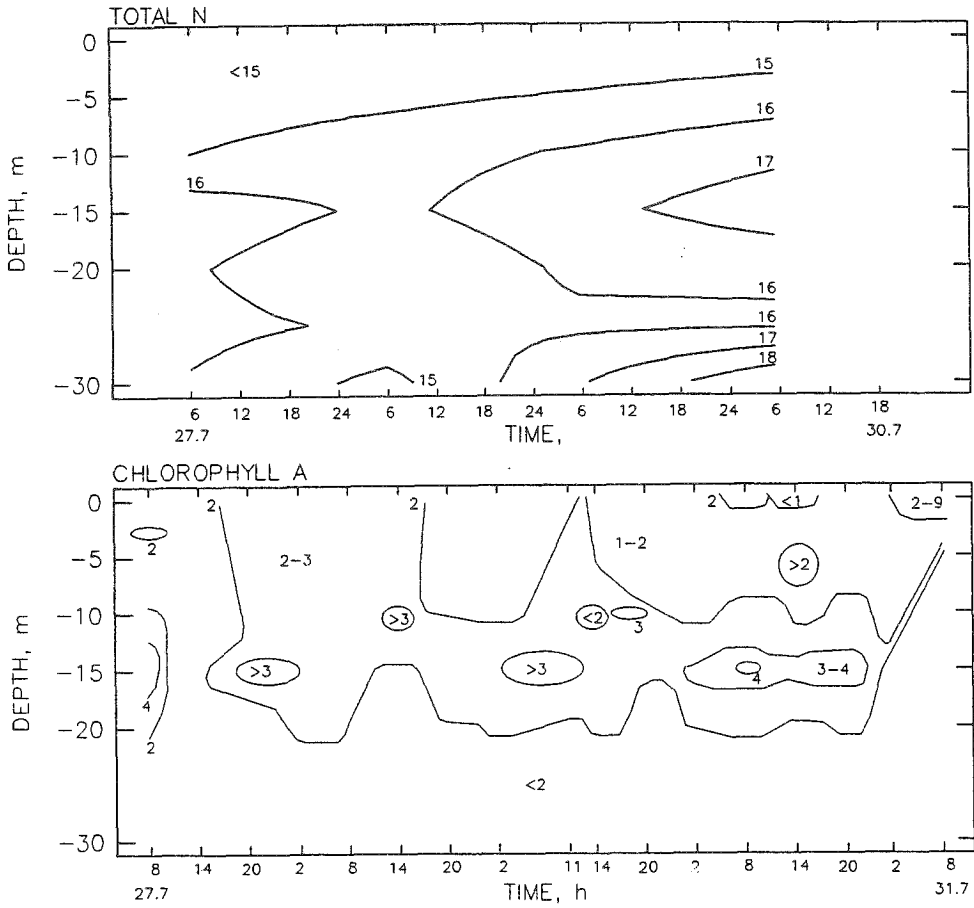 TOTAL N
0
-5
-10
-15
-20
-25
-30
DEPTH, m
<15
15
16
16
17
16
16
17
18
15
6 12 18 24 6 12 18 24 6 12 18 24 6 12 18
27.7 TIME, 30.7
CHLOROPHYLL A
0
-5
-10
-15
-20
-30
DEPTH, m
2 2 2 <1 2-9
2 2-3 1-2 >2
>3 <2 3
>3 >3 4 3-4
4
2
<2
8 14 20 2 8 14 20 2 11 14 20 2 8 14 20 2 8
27.7 TIME, h 31.7